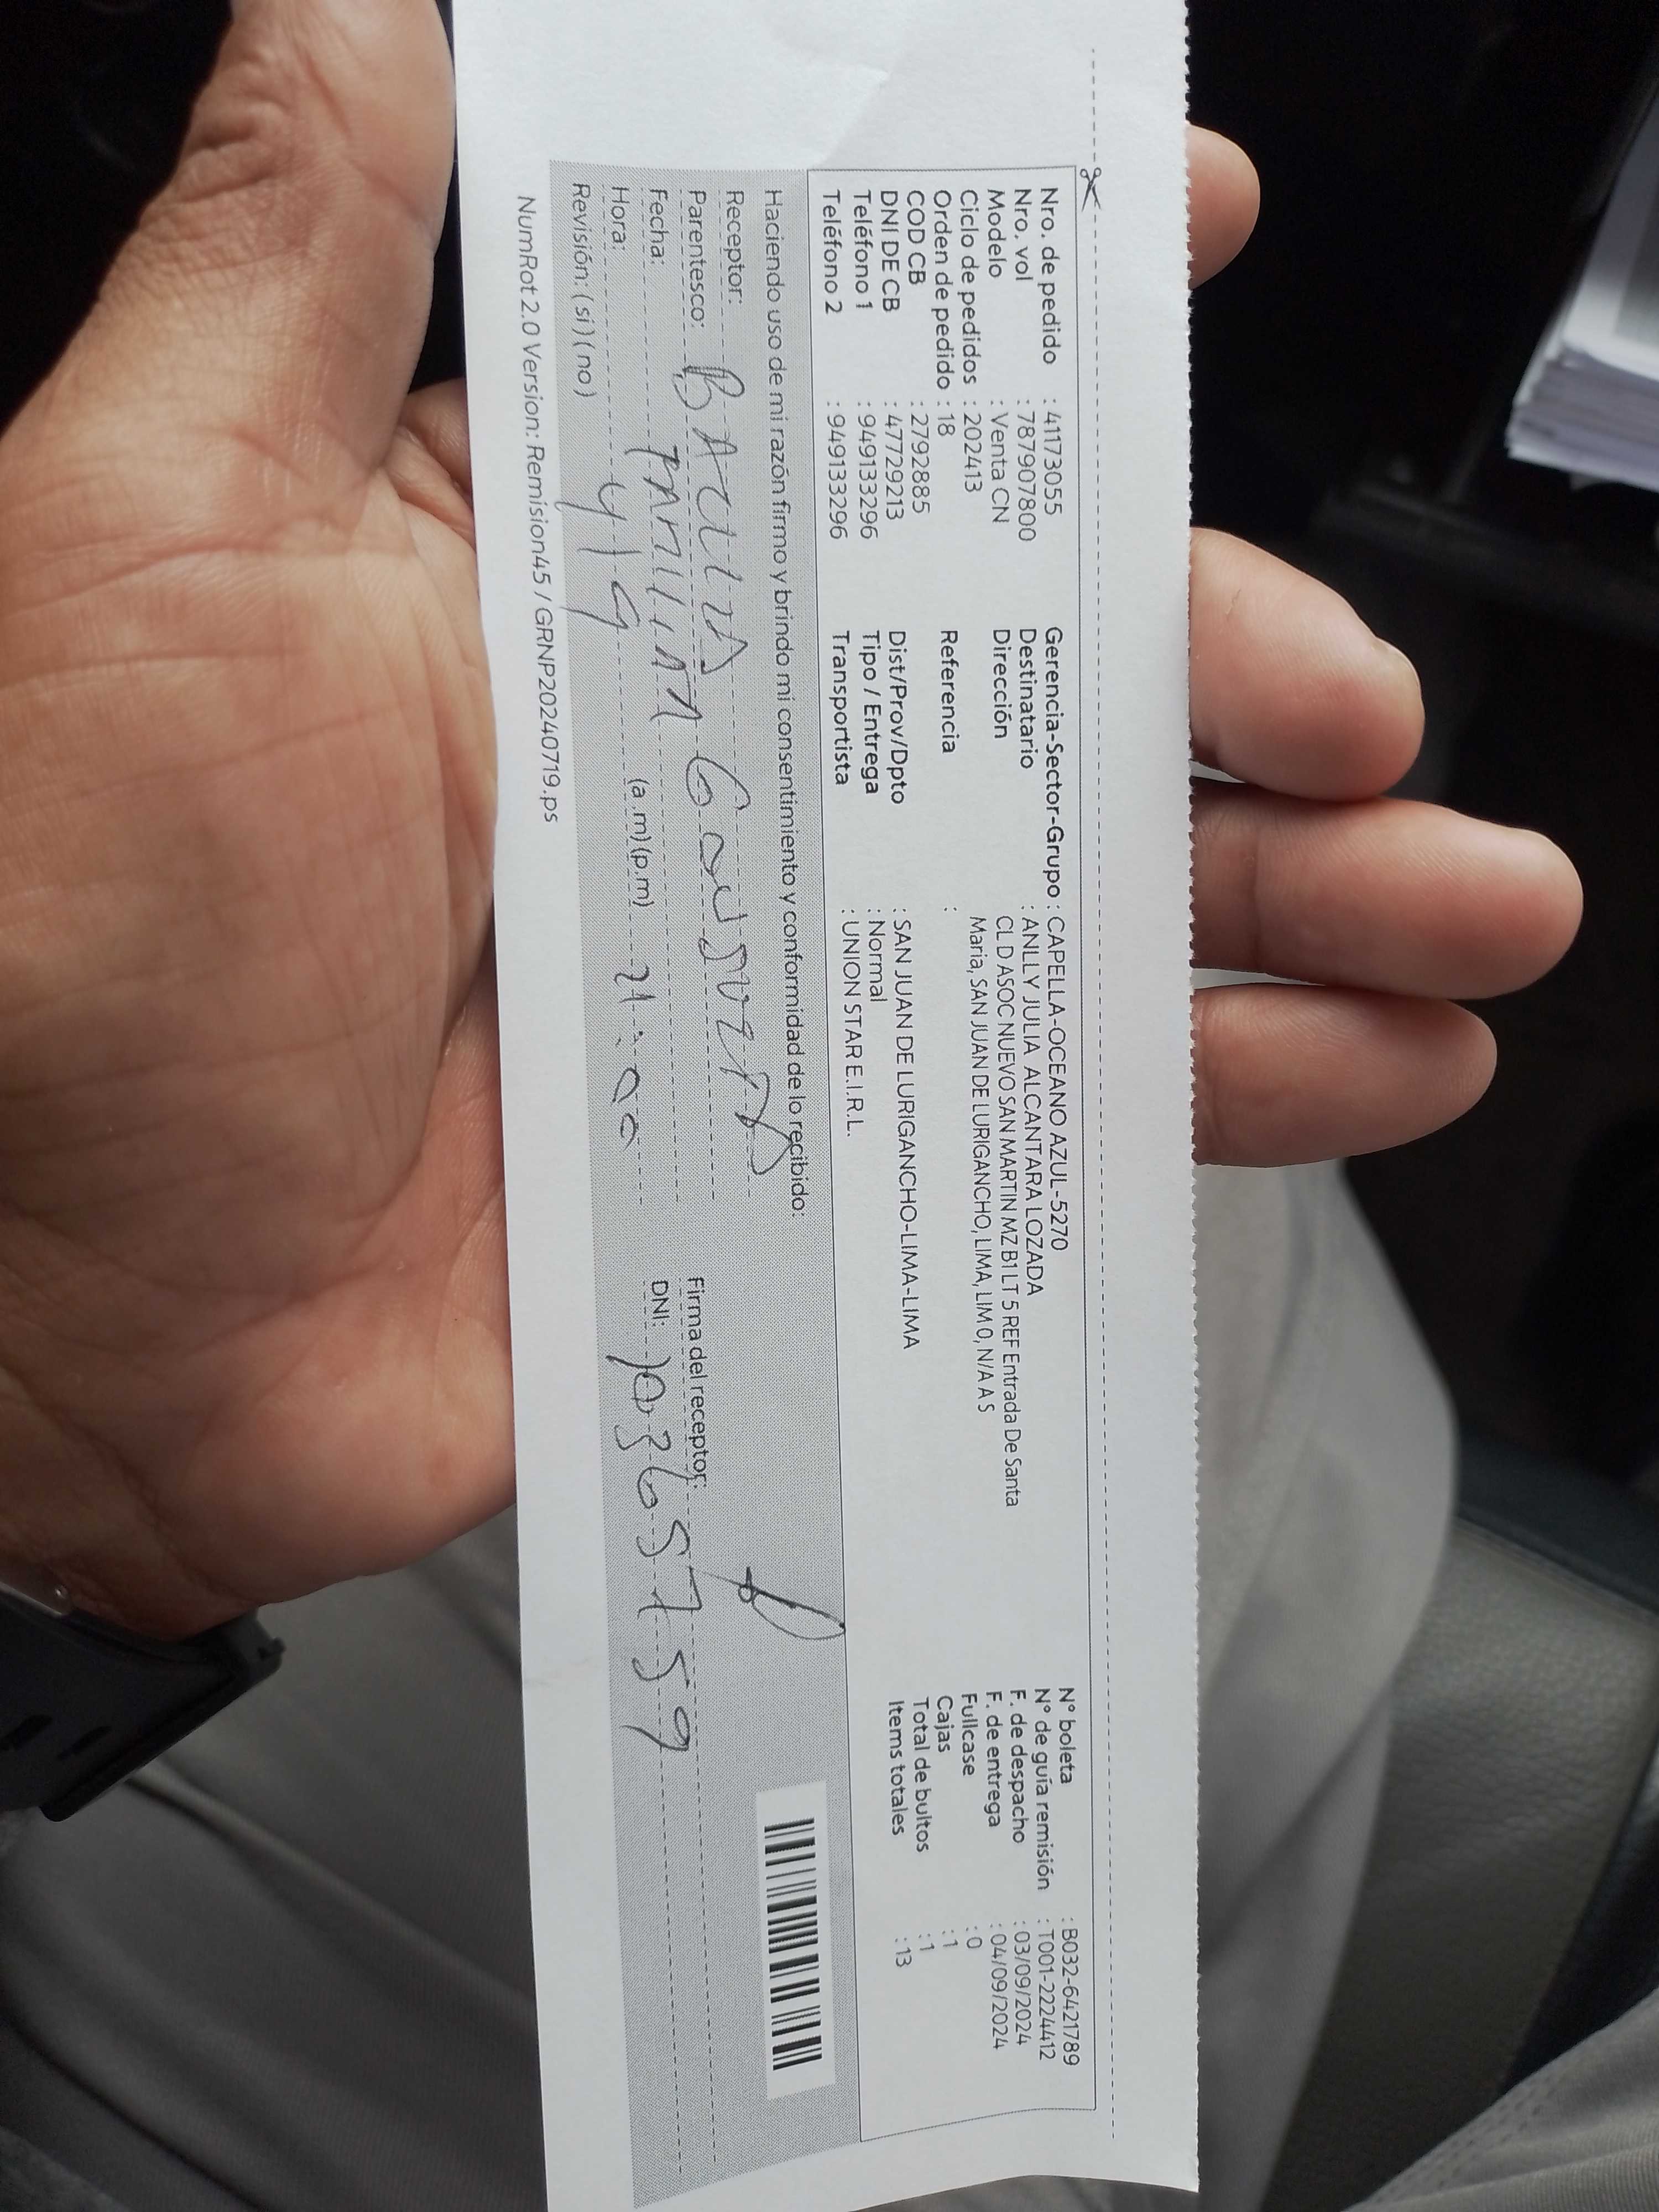 Nro. de pedido : 41173055 Gerencia-Sector-Grupo : CAPELLA-OCEANO AZUL-5270 N° boleta : B032-6421789
Nro. vol : 787907800 Destinatario : ANLLY JULIA ALCANTARA LOZADA N° de guía remisión : T001-2224412
Modelo : Venta CN Dirección CL D ASOC NUEVO SAN MARTIN MZ B1 LT 5 REF Entrada De Santa F. de despacho : 03/09/2024
Ciclo de pedidos : 202413 Maria, SAN JUAN DE LURIGANCHO, LIMA, LIM 0, N/A A S F. de entrega : 04/09/2024
Orden de pedido : 18 Referencia : Fullcase : 0
COD CB : 2792885 Cajas : 1
DNI DE CB : 47729213 Dist/Prov/Dpto : SAN JUAN DE LURIGANCHO-LIMA-LIMA Total de bultos : 1
Teléfono 1 : 949133296 Tipo / Entrega : Normal Items totales : 13
Teléfono 2 : 949133296 Transportista : UNION STAR E.I.R.L.
Haciendo uso de mi razón firmo y brindo mi consentimiento y conformidad de lo recibido:
Receptor:
Parentesco: Firma del receptor:
Fecha: 4/9 DNI: 70365759
Hora: (a.m)(p.m) 21:00
Revisión: (si)(no)
NumRot 2.0 Version: Remision45 / GRNP20240719.ps